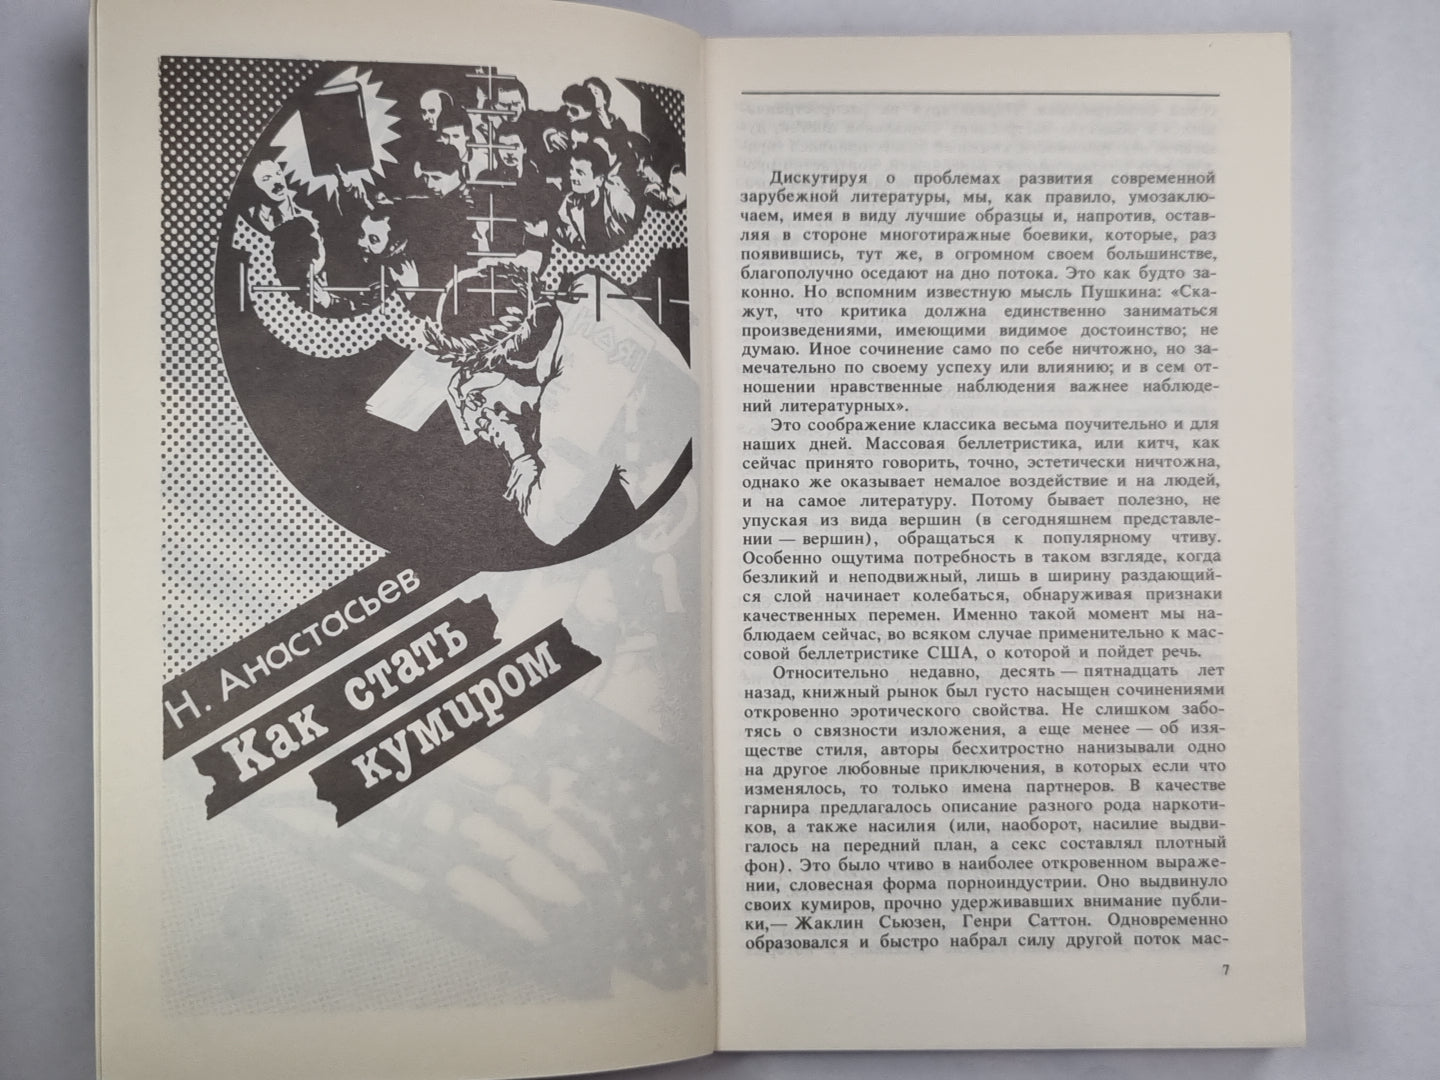 Н. Анастасьев
Как стать
кумиром
Дискутируя о проблемах развития современной
зарубежной литературы, мы, как правило, умозаклю-
чаем, имея в виду лучшие образцы и, напротив, остав-
ляя в стороне многотиражные боевики, которые, раз
появившись, тут же, в огромном своем большинстве,
благополучно оседают на дно потока. Это как будто за-
конно. Но вспомним известную мысль Пушкина: «Ска-
жут, что критика должна единственно заниматься
произведениями, имеющими видимое достоинство; не
думаю. Иное сочинение само по себе ничтожно, но за-
мечательно по своему успеху или влиянию; и в сем от-
ношении нравственные наблюдения важнее наблюде-
ний литературных».
Это соображение классика весьма поучительно и для
наших дней. Массовая беллетристика, или китч, как
сейчас принято говорить, точно, эстетически ничтожна,
однако же оказывает немалое воздействие и на людей,
и на самое литературу. Потому бывает полезно, не
упуская из вида вершин (в сегодняшнем представле-
нии — вершин), обращаться к популярному чтиву.
Особенно ощутима потребность в таком взгляде, когда
безликий и неподвижный, лишь в ширину раздающий-
ся слой начинает колебаться, обнаруживая признаки
качественных перемен. Именно такой момент мы на-
блюдаем сейчас, во всяком случае применительно к мас-
совой беллетристике США, о которой и пойдет речь.
Относительно недавно, десять — пятнадцать лет
назад, книжный рынок был густо насыщен сочинениями
откровенно эротического свойства. Не слишком забо-
тясь о связности изложения, а еще менее — об изя-
ществе стиля, авторы бесхитростно нанизывали одно
на другое любовные приключения, в которых если что
изменялось, то только имена партнеров. В качестве
гарнира предлагалось описание разного рода наркоти-
ков, а также насилия (или, наоборот, насилие выдви-
галось на передний план, а секс составлял плотный
фон). Это было чтиво в наиболее откровенном выраже-
нии, словесная форма порноиндустрии. Оно выдвинуло
своих кумиров, прочно удерживавших внимание публи-
ки,— Жаклин Сьюзен, Генри Саттон. Одновременно
образовался и быстро набрал силу другой поток мас-
7